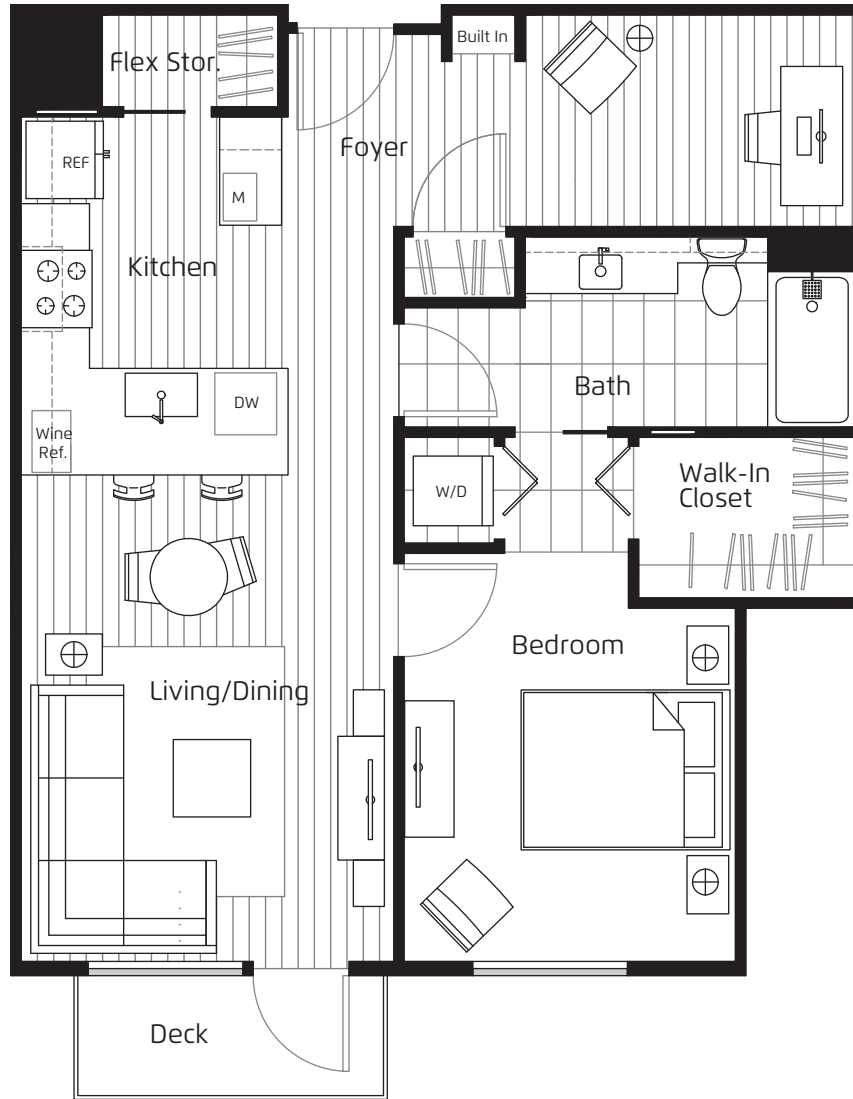 Built In
Flex Stor.
Foyer
REF
M
Kitchen
Bath
DW
Wine
Ref.
W/D
Walk-In
Closet
Bedroom
Living/Dining
Deck